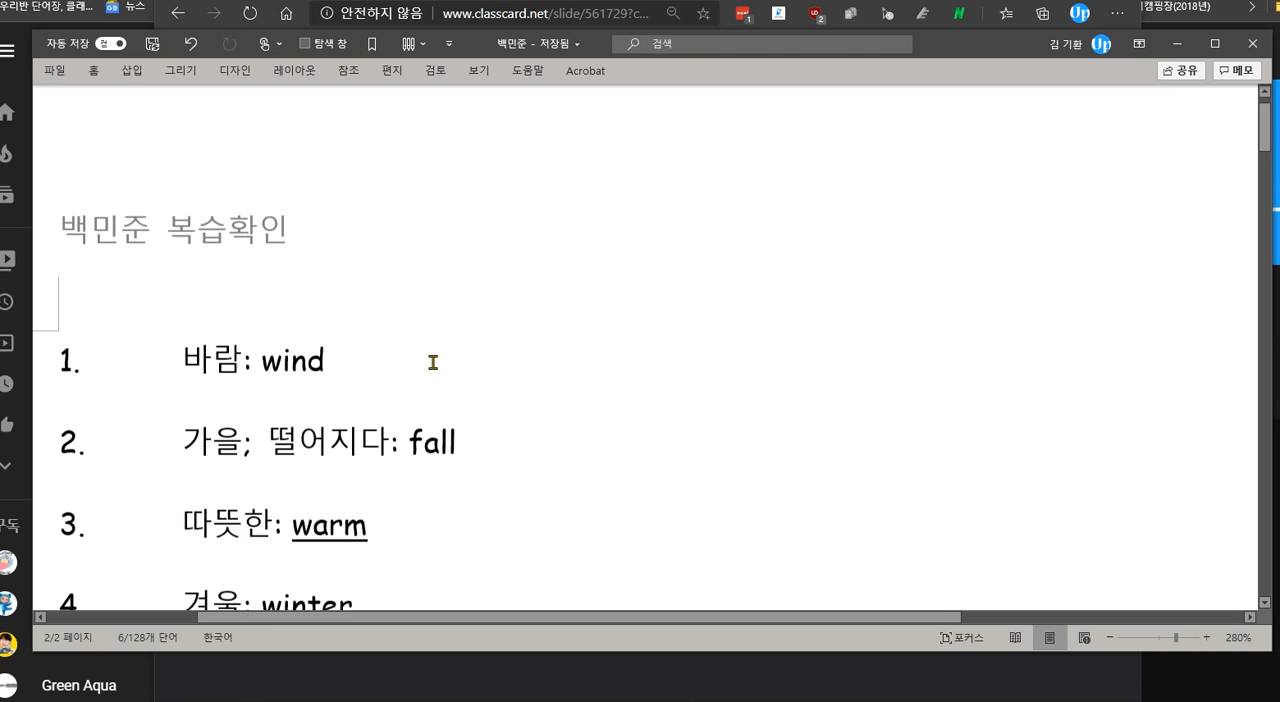 우리반 단어장, 클래... 뉴스 안전하지 않음 www.classcard.net/slide/561729?c... 캠핑장(2018년)
자동 저장 백민준 - 저장됨 탐색 창 검색 김 기환 Up
파일 홈 삽입 그리기 디자인 레이아웃 참조 편지 검토 보기 도움말 Acrobat 공유 메모
백민준 복습확인
1. 바람: wind
2. 가을; 떨어지다: fall
3. 따뜻한: warm
4. 겨울: winter
구독
2/2 페이지 6/128개 단어 한국어 포커스 280%
Green Aqua